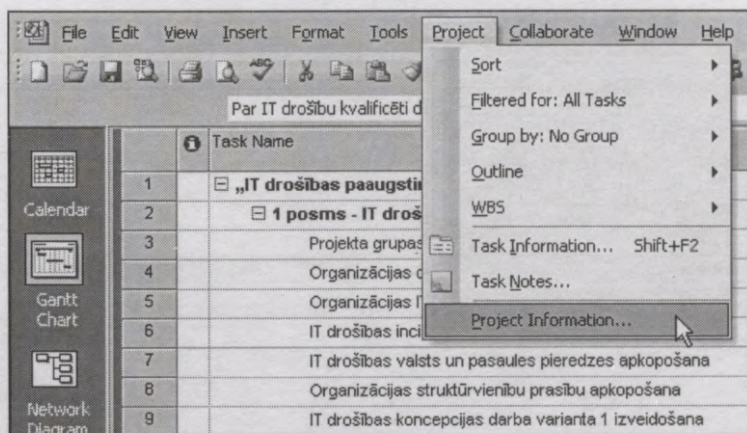 File Edit View Insert Format Tools Project Collaborate Window Help
Sort
Filtered for: All Tasks
Group by: No Group
Outline
WBS
Task Information... Shift+F2
Task Notes...
Project Information...
Par IT drošību kvalificēti d
Task Name
1 „IT drošības paaugstin
2 1 posms - IT droš
3 Projekta grupas
4 Organizācijas
5 Organizācijas
6 IT drošības inci
7 IT drošības valsts un pasaules pieredzes apkopošana
8 Organizācijas struktūrvienību prasību apkopošana
9 IT drošības koncepcijas darba varianta 1 izveidošana
Calendar
Gantt
Chart
Network
Diagram